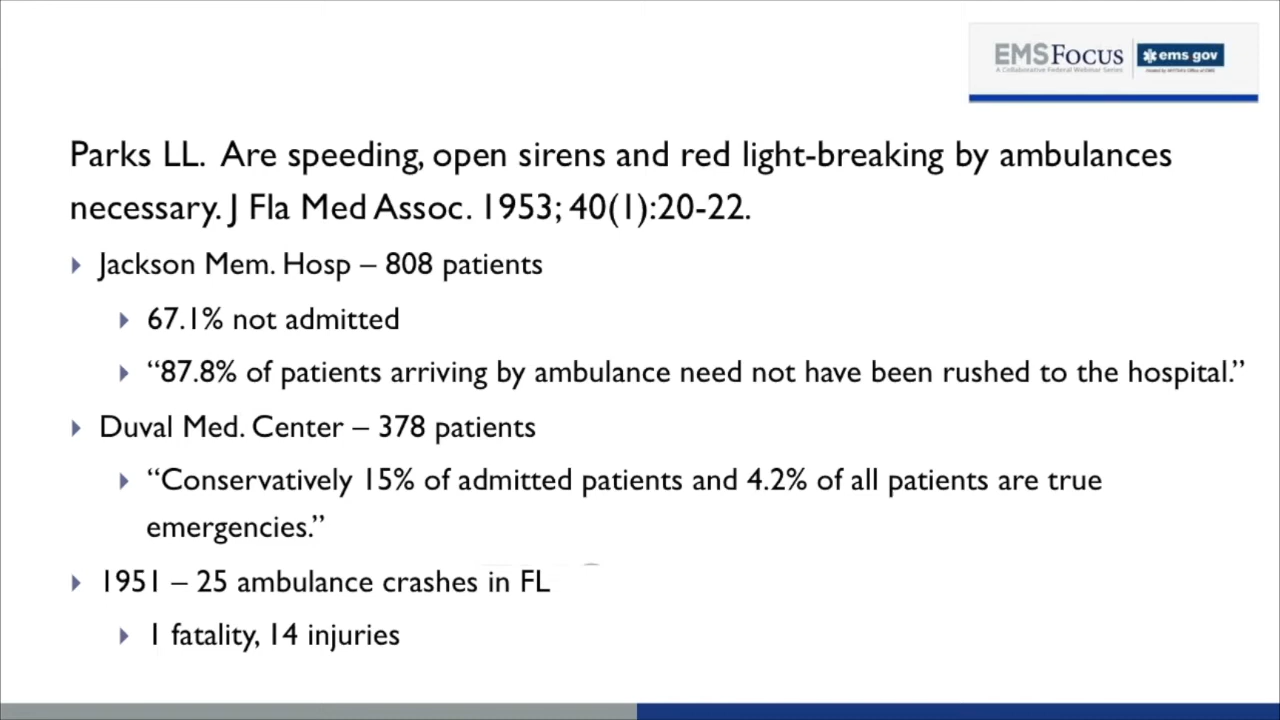 EMSFOCUS
A Collaborative Federal Webinar Series
ems gov
Parks LL. Are speeding, open sirens and red light-breaking by ambulances
necessary. J Fla Med Assoc. 1953; 40(1):20-22.
Jackson Mem. Hosp – 808 patients
67.1% not admitted
“87.8% of patients arriving by ambulance need not have been rushed to the hospital.”
Duval Med. Center – 378 patients
“Conservatively 15% of admitted patients and 4.2% of all patients are true
emergencies.”
1951 – 25 ambulance crashes in FL
1 fatality, 14 injuries